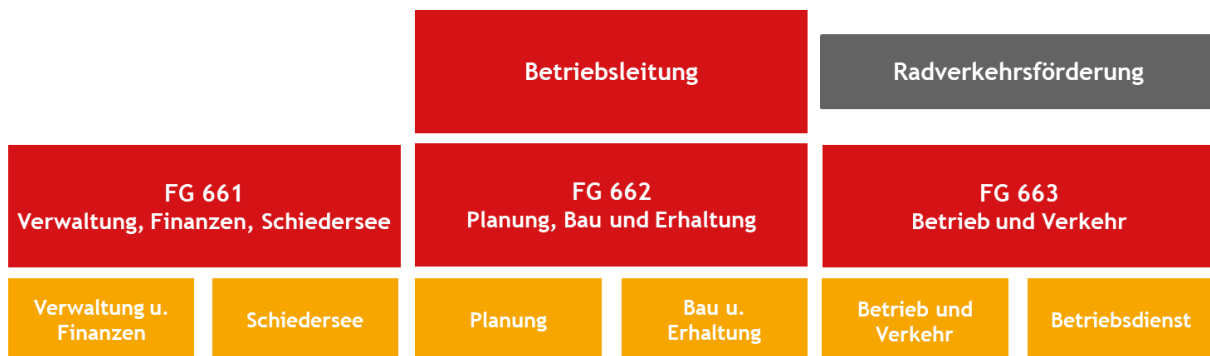 Betriebsleitung
Radverkehrsförderung
FG 661
Verwaltung, Finanzen, Schiedersee
FG 662
Planung, Bau und Erhaltung
FG 663
Betrieb und Verkehr
Verwaltung u.
Finanzen
Schiedersee
Planung
Bau u.
Erhaltung
Betrieb und
Verkehr
Betriebsdienst